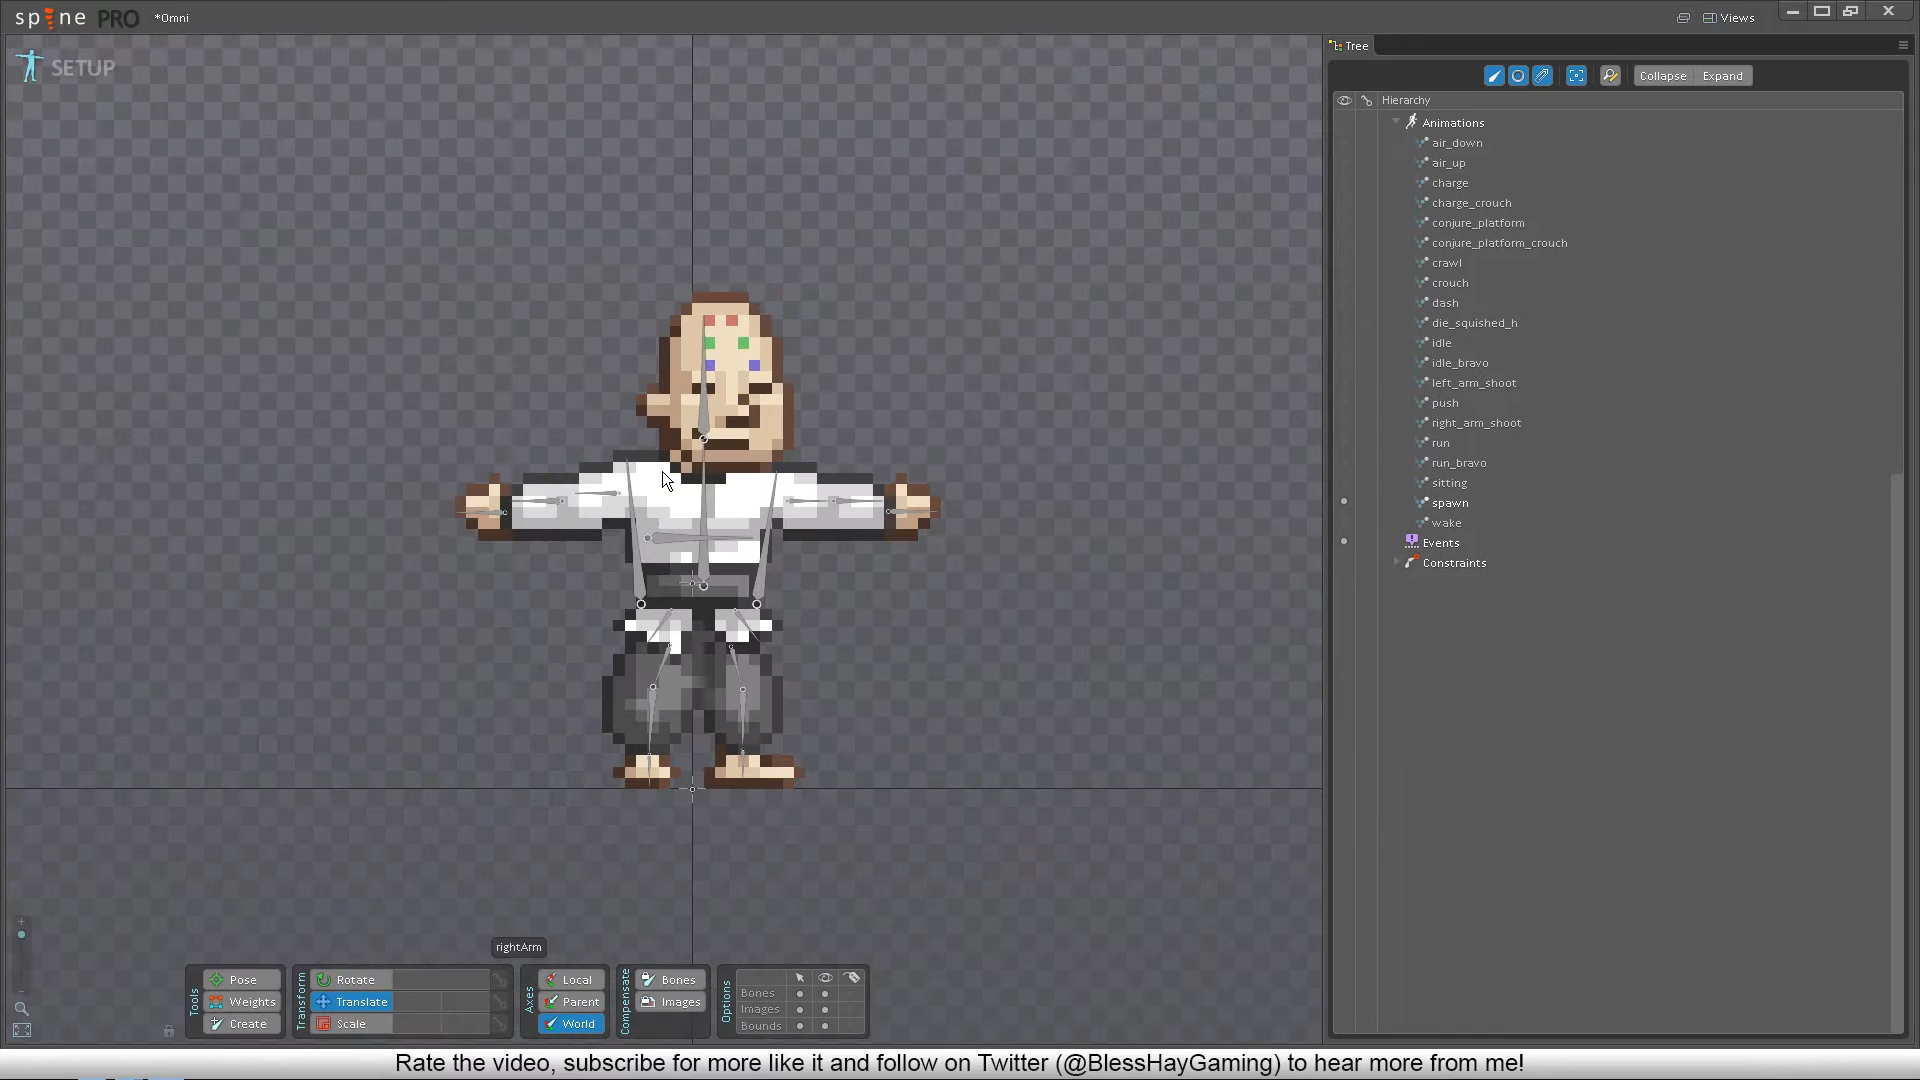 spine PRO *Omni Views
SETUP
Tree
Collapse Expand
Hierarchy
Animations
air_down
air_up
charge
charge_crouch
conjure_platform
conjure_platform_crouch
crawl
crouch
dash
die_squished_h
idle
idle_bravo
left_arm_shoot
push
right_arm_shoot
run
run_bravo
sitting
spawn
wake
Events
Constraints
rightArm
Tools
Pose
Weights
Create
Transform
Rotate
Translate
Scale
Axes
Local
Parent
World
Compensate
Bones
Images
Options
Bones
Images
Bounds
Rate the video, subscribe for more like it and follow on Twitter (@BlessHayGaming) to hear more from me!